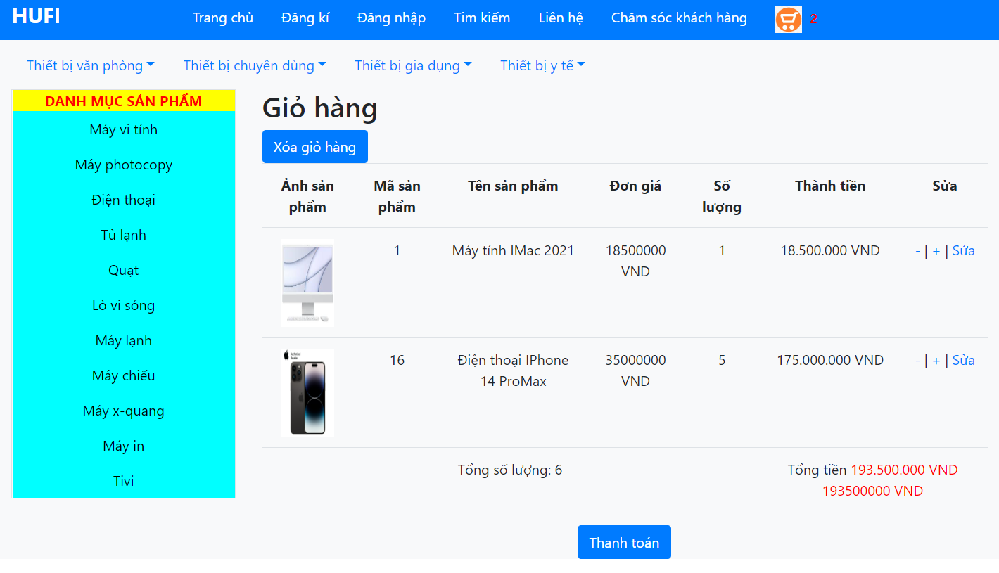 HUFI
Trang chủ Đăng kí Đăng nhập Tim kiếm Liên hệ Chăm sóc khách hàng 2
Thiết bị văn phòng Thiết bị chuyên dùng Thiết bị gia dụng Thiết bị y tế
DANH MỤC SẢN PHẨM
Máy vi tính
Máy photocopy
Điện thoại
Tủ lạnh
Quạt
Lò vi sóng
Máy lạnh
Máy chiếu
Máy x-quang
Máy in
Tivi
Giỏ hàng
Xóa giỏ hàng
Ảnh sản phẩm Mã sản phẩm Tên sản phẩm Đơn giá Số lượng Thành tiền Sửa
1 Máy tính IMac 2021 18500000 VND 1 18.500.000 VND - | + | Sửa
16 Điện thoại IPhone 14 ProMax 35000000 VND 5 175.000.000 VND - | + | Sửa
Tổng số lượng: 6 Tổng tiền 193.500.000 VND
193500000 VND
Thanh toán